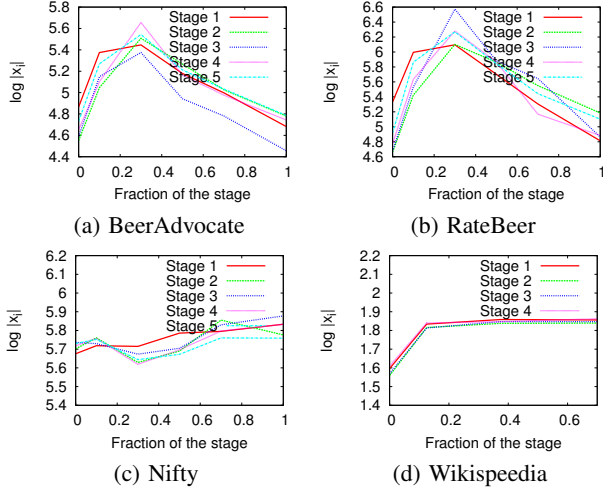 5.8
5.6
5.4
5.2
5
4.8
4.6
4.4
log |xi|
Stage 1
Stage 2
Stage 3
Stage 4
Stage 5
0 0.2 0.4 0.6 0.8 1
Fraction of the stage
(a) BeerAdvocate
6.6
6.4
6.2
6
5.8
5.6
5.4
5.2
5
4.8
4.6
log |xi|
Stage 1
Stage 2
Stage 3
Stage 4
Stage 5
0 0.2 0.4 0.6 0.8 1
Fraction of the stage
(b) RateBeer
6.2
6.1
6
5.9
5.8
5.7
5.6
5.5
5.4
log |xi|
Stage 1
Stage 2
Stage 3
Stage 4
Stage 5
0 0.2 0.4 0.6 0.8 1
Fraction of the stage
(c) Nifty
2.2
2.1
2
1.9
1.8
1.7
1.6
1.5
1.4
log |xi|
Stage 1
Stage 2
Stage 3
Stage 4
0 0.2 0.4 0.6
Fraction of the stage
(d) Wikispeedia